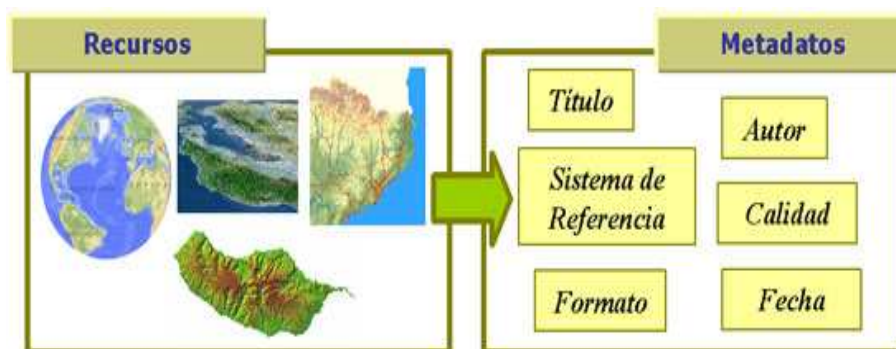 Recursos
Metadatos
Título
Autor
Sistema de
Referencia
Calidad
Formato
Fecha